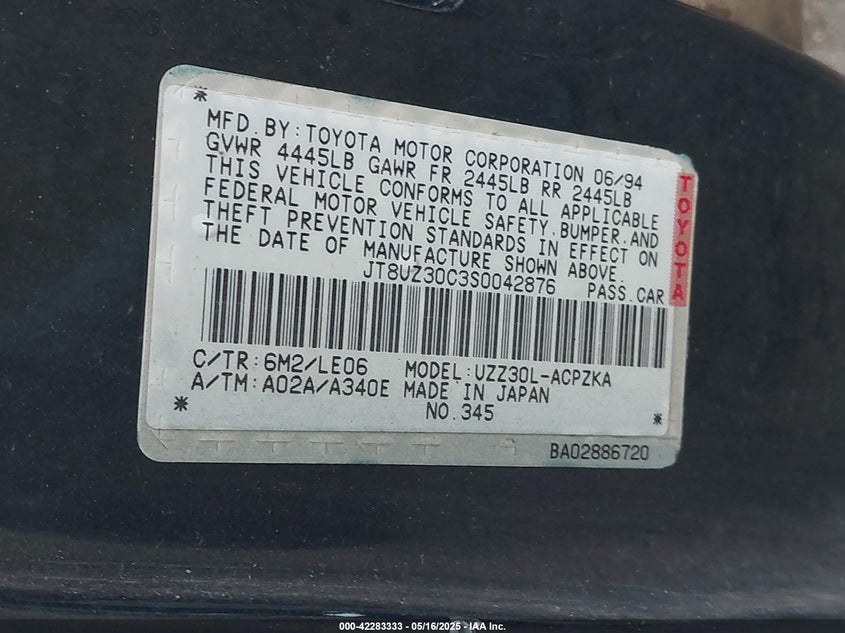 MFD.BY:TOYOTA MOTOR CORPORATION 06/94
GVWR 4445LB GAWR FR 2445LB RR 2445LB
THIS VEHICLE CONFORMS TO ALL APPLICABLE
FEDERAL MOTOR VEHICLE SAFETY,BUMPER,AND
THEFT PREVENTION STANDARDS IN EFFECT ON
THE DATE OF MANUFACTURE SHOWN ABOVE.
JT8UZ30C3S0042876 PASS.CAR
TOYOTA
C/TR:6M2/LE06 MODEL:UZZ30L-ACPZKA
A/TM:A02A/A340E MADE IN JAPAN
NO.345
BA02886720
000-42283333 - 05/16/2025 - IAA Inc.